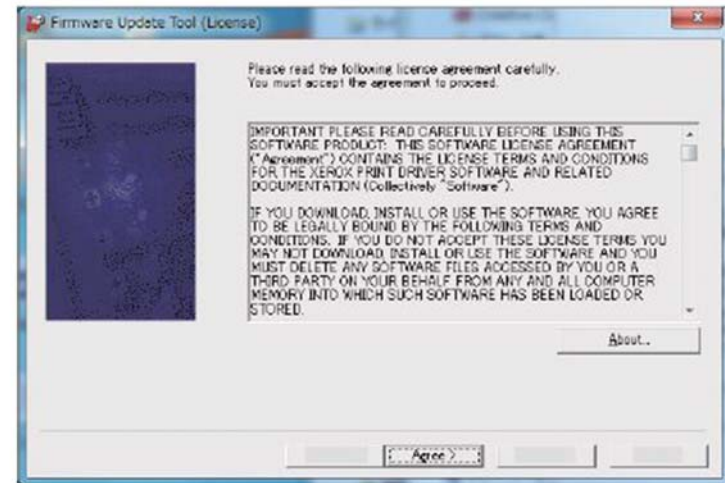 Firmware Update Tool (License)
Please read the following licence agreement carefully.
You must accept the agreement to proceed.
IMPORTANT PLEASE READ CAREFULLY BEFORE USING THIS
SOFTWARE PRODUCT: THIS SOFTWARE LICENSE AGREEMENT
("Agreement") CONTAINS THE LICENSE TERMS AND CONDITIONS
FOR THE XEROX PRINT DRIVER SOFTWARE AND RELATED
DOCUMENTATION (Collectively "Software").
IF YOU DOWNLOAD, INSTALL OR USE THE SOFTWARE, YOU AGREE
TO BE LEGALLY BOUND BY THE FOLLOWING TERMS AND
CONDITIONS. IF YOU DO NOT ACCEPT THESE LICENSE TERMS YOU
MAY NOT DOWNLOAD, INSTALL OR USE THE SOFTWARE AND YOU
MUST DELETE ANY SOFTWARE FILES ACCESSED BY YOU OR A
THIRD PARTY ON YOUR BEHALF FROM ANY AND ALL COMPUTER
MEMORY INTO WHICH SUCH SOFTWARE HAS BEEN LOADED OR
STORED.
About...
Agree >